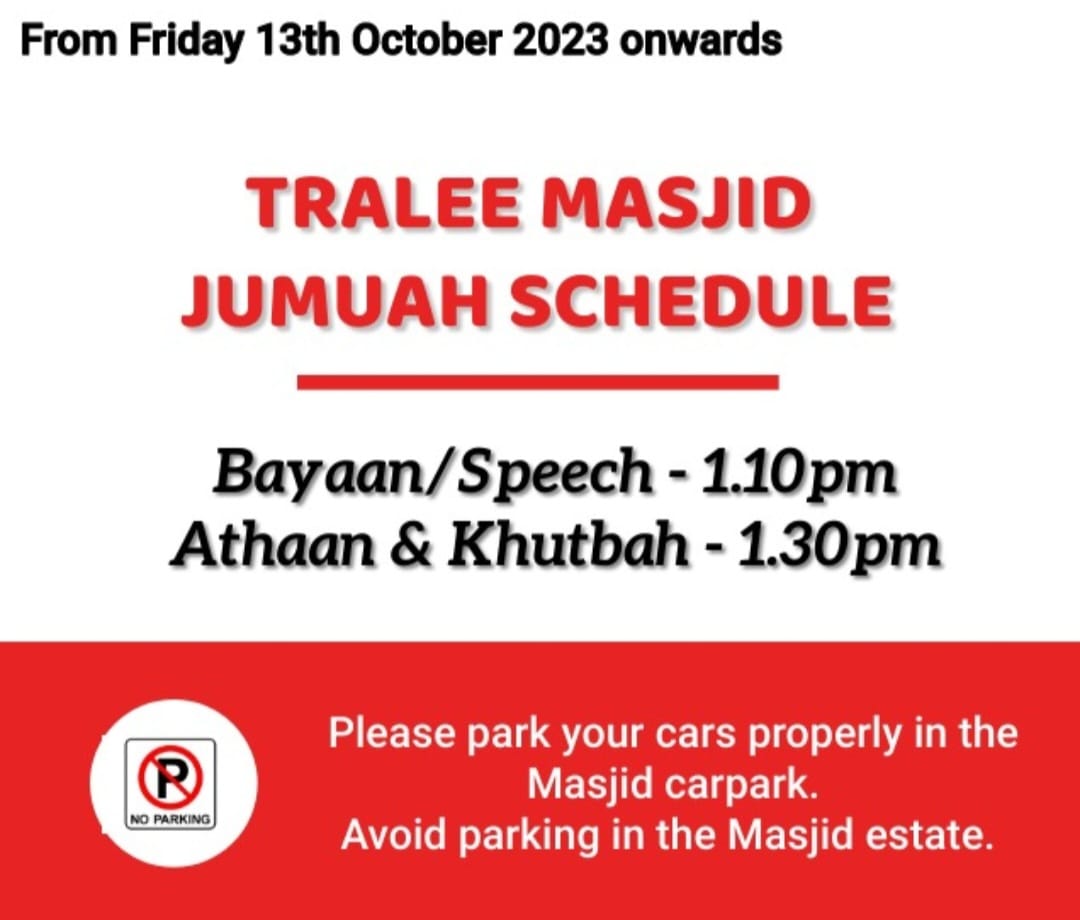 From Friday 13th October 2023 onwards
TRALEE MASJID
JUMUAH SCHEDULE
Bayaan/Speech - 1.10pm
Athaan & Khutbah - 1.30pm
Please park your cars properly in the
Masjid carpark.
Avoid parking in the Masjid estate.
P
NO PARKING